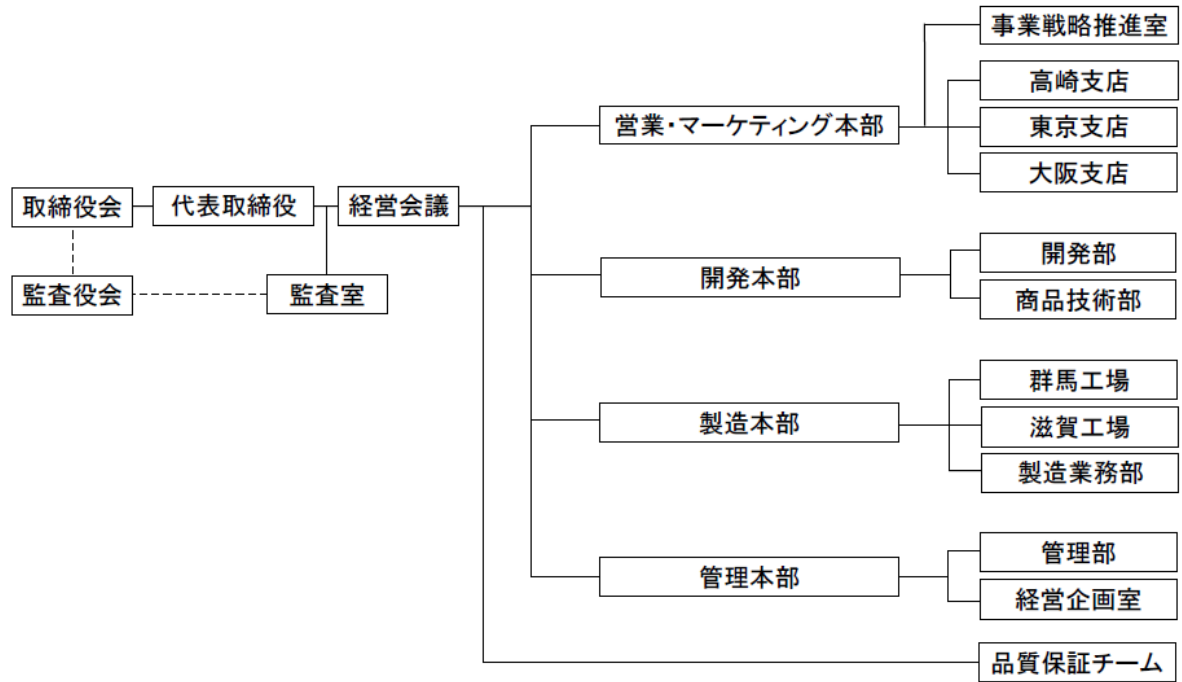 事業戦略推進室
高崎支店
営業・マーケティング本部
東京支店
大阪支店
取締役会
代表取締役
経営会議
監査役会
監査室
開発本部
開発部
商品技術部
製造本部
群馬工場
滋賀工場
製造業務部
管理本部
管理部
経営企画室
品質保証チーム